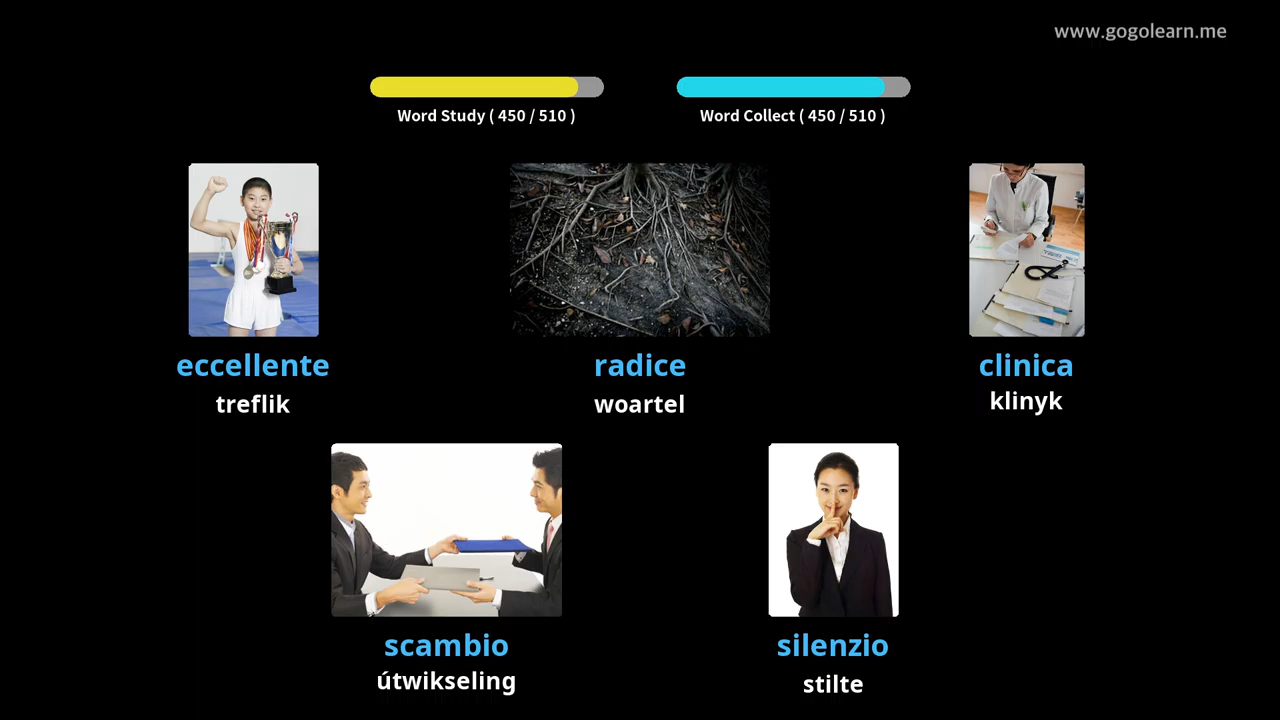 www.gogolearn.me
Word Study ( 450 / 510 )
Word Collect ( 450 / 510 )
eccellente
treflik
radice
woartel
clinica
klinyk
scambio
útwikseling
silenzio
stilte